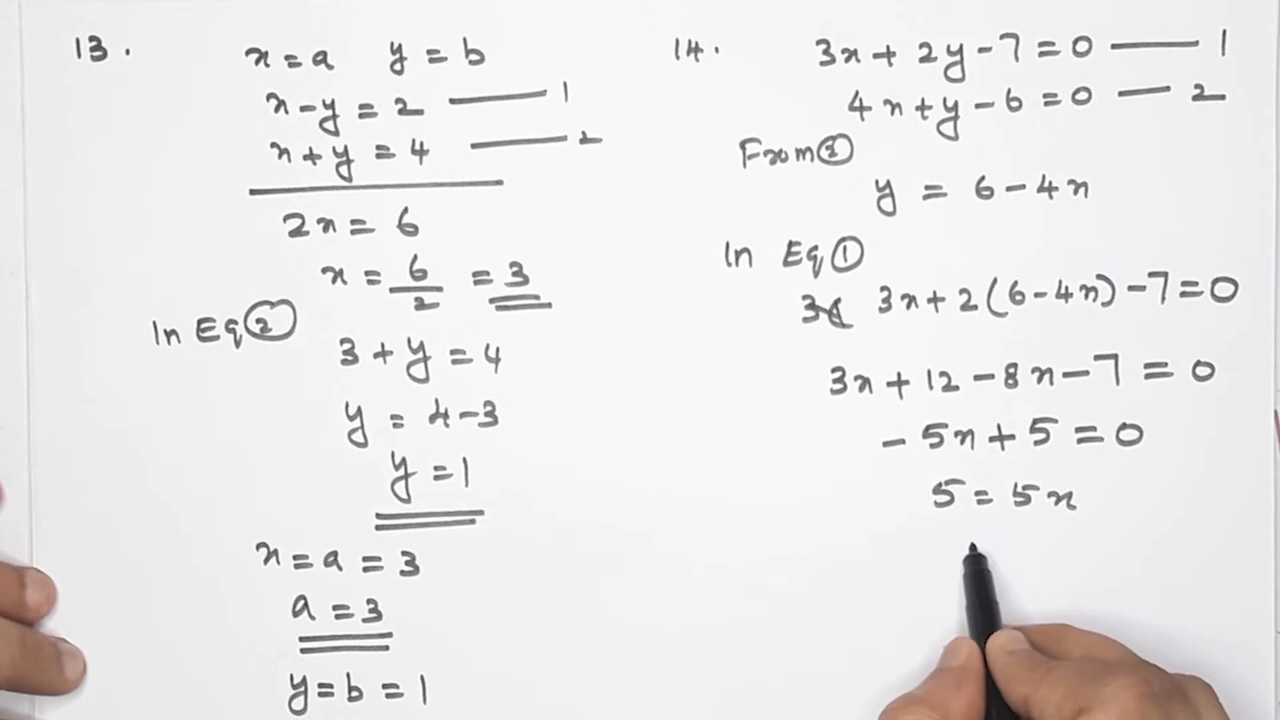 13.
x = a y = b
x - y = 2 —— 1
x + y = 4 —— 2
2x = 6
x = 6/2 = 3
In Eq ②
3 + y = 4
y = 4 - 3
y = 1
x = a = 3
a = 3
y = b = 1
14.
3x + 2y - 7 = 0 —— 1
4x + y - 6 = 0 — 2
From ②
y = 6 - 4x
In Eq ①
3x + 2(6 - 4x) - 7 = 0
3x + 12 - 8x - 7 = 0
- 5x + 5 = 0
5 = 5x